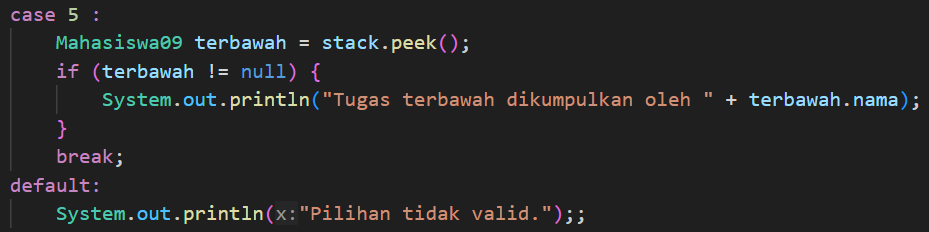 case 5 :
Mahasiswa09 terbawah = stack.peek();
if (terbawah != null) {
System.out.println("Tugas terbawah dikumpulkan oleh " + terbawah.nama);
}
break;
default:
System.out.println(x:"Pilihan tidak valid.");;